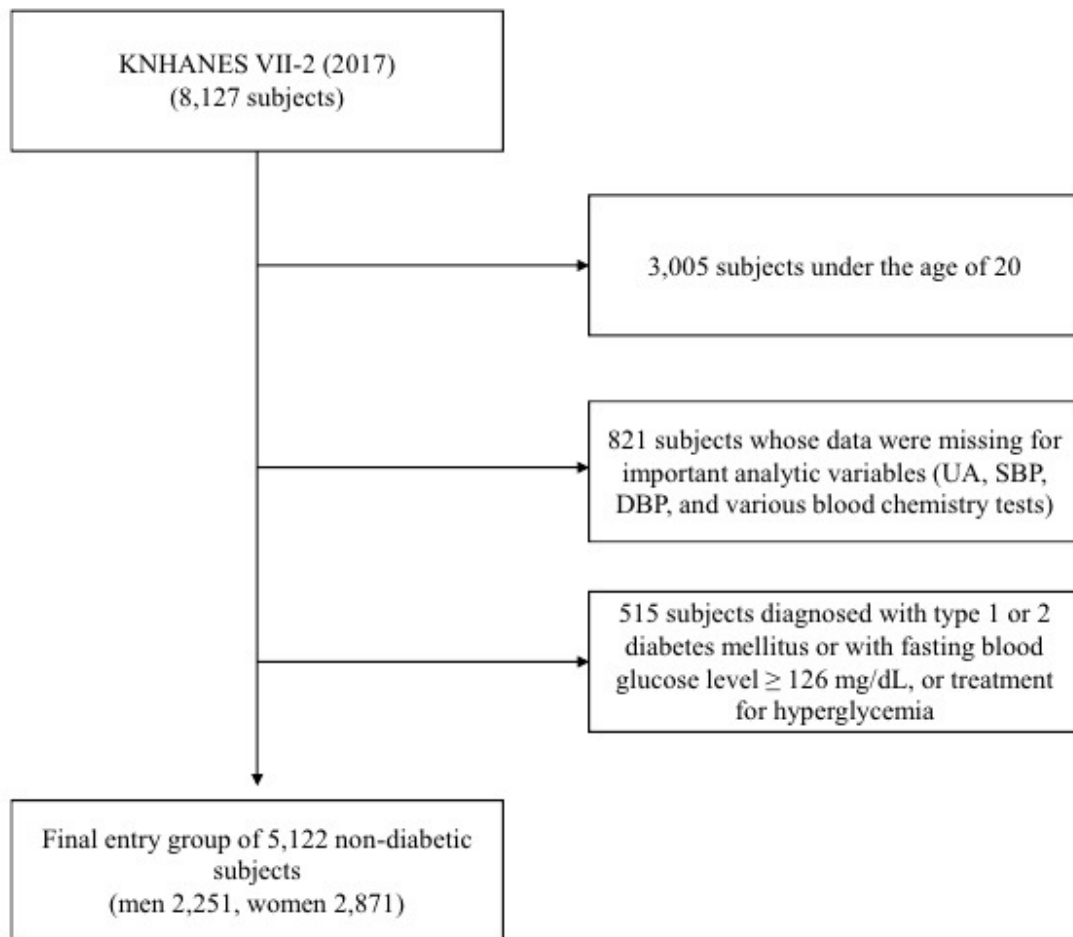 KNHANES VII-2 (2017)
(8,127 subjects)
3,005 subjects under the age of 20
821 subjects whose data were missing for
important analytic variables (UA, SBP,
DBP, and various blood chemistry tests)
515 subjects diagnosed with type 1 or 2
diabetes mellitus or with fasting blood
glucose level ≥ 126 mg/dL, or treatment
for hyperglycemia
Final entry group of 5,122 non-diabetic
subjects
(men 2,251, women 2,871)